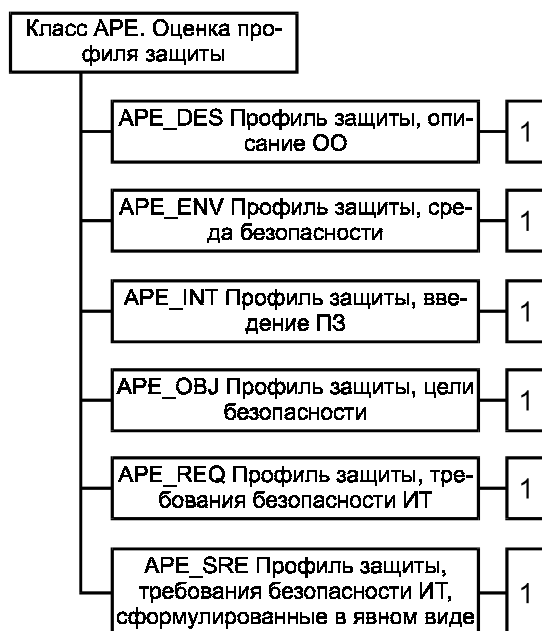 Класс APE. Оценка про-
филя защиты
APE_DES Профиль защиты, опи-
сание ОО
1
APE_ENV Профиль защиты, сре-
да безопасности
1
APE_INT Профиль защиты, вве-
дение ПЗ
1
APE_OBJ Профиль защиты, цели
безопасности
1
APE_REQ Профиль защиты, тре-
бования безопасности ИТ
1
APE_SRE Профиль защиты,
требования безопасности ИТ,
сформулированные в явном виде
1